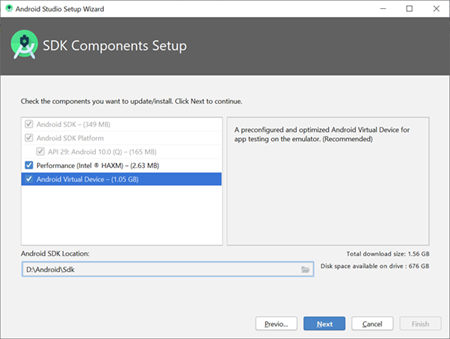 Android Studio Setup Wizard
SDK Components Setup
Check the components you want to update/install. Click Next to continue.
Android SDK – (349 MB)
Android SDK Platform
API 29: Android 10.0 (Q) – (165 MB)
Performance (Intel ® HAXM) – (2.63 MB)
Android Virtual Device – (1.05 GB)
A preconfigured and optimized Android Virtual Device for
app testing on the emulator. (Recommended)
Android SDK Location:
Total download size: 1.56 GB
D:\Android\Sdk
Disk space available on drive : 676 GB
Previo...
Next
Cancel
Finish